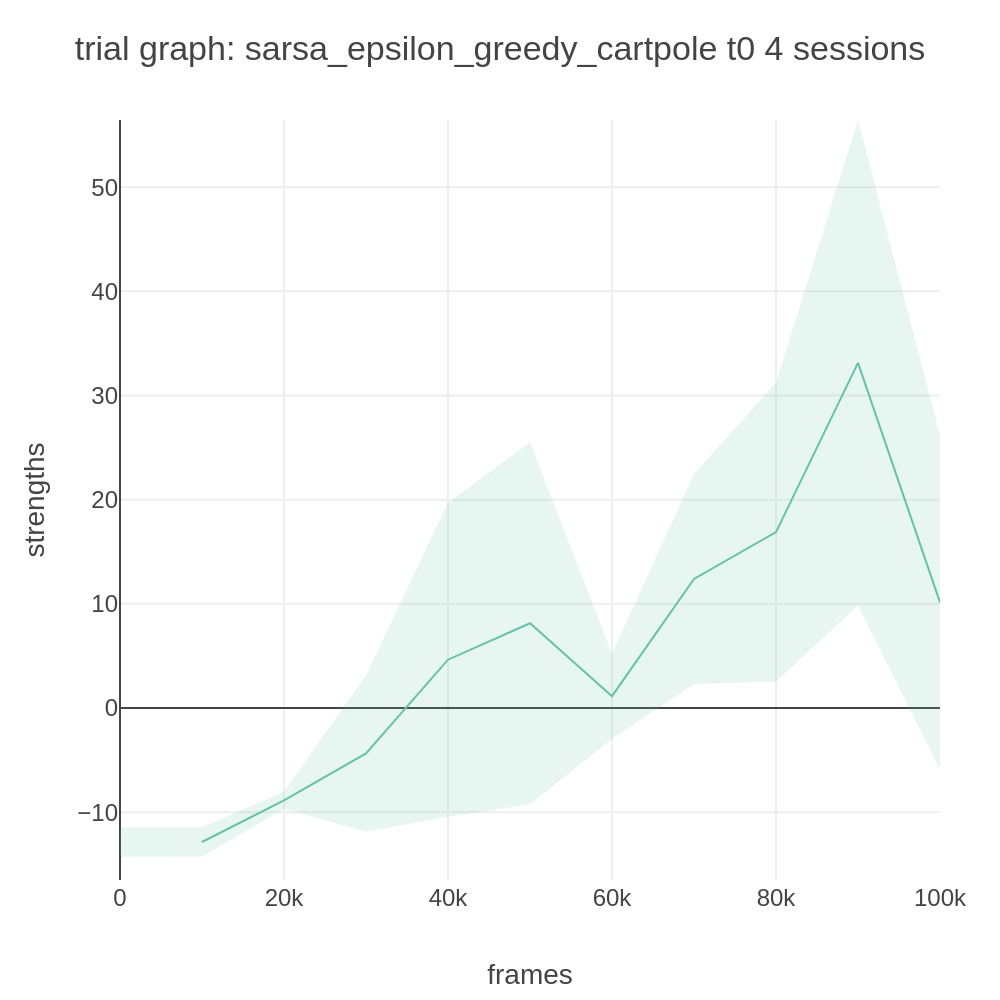 trial graph: sarsa_epsilon_greedy_cartpole t0 4 sessions
50
40
30
20
10
0
−10
strengths
0
20k
40k
60k
80k
100k
frames